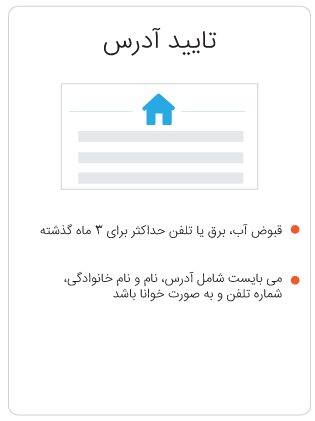 تایید آدرس
قبوض آب، برق یا تلفن حداکثر برای ۳ ماه گذشته
می بایست شامل آدرس، نام و نام خانوادگی،
شماره تلفن و به صورت خوانا باشد